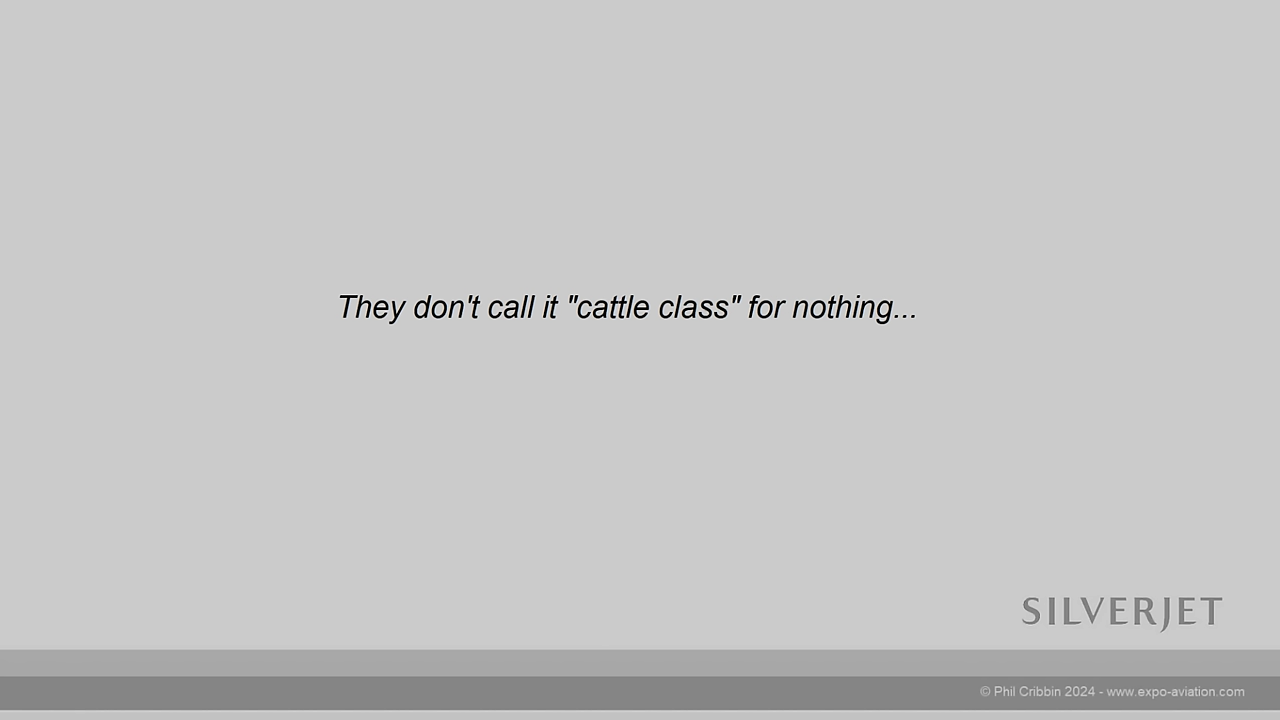 They don't call it "cattle class" for nothing...
SILVERJET
© Phil Cribbin 2024 - www.expo-aviation.com